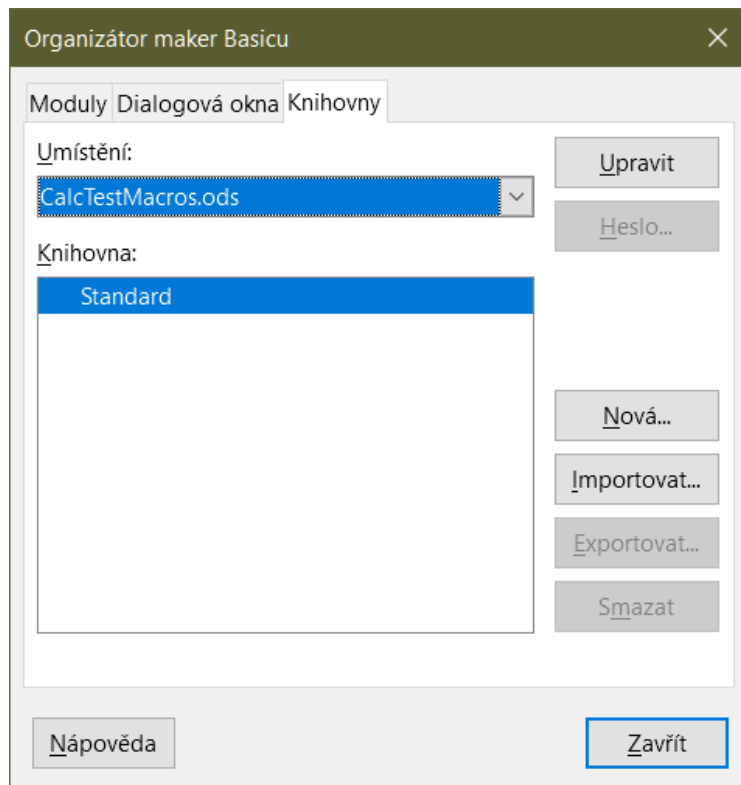 Organizátor maker Basicu
Moduly Dialogová okna Knihovny
Umístění:
CalcTestMacros.ods
Knihovna:
Standard
Upravit
Heslo...
Nová...
Importovat...
Exportovat...
Smazat
Nápověda
Zavřít